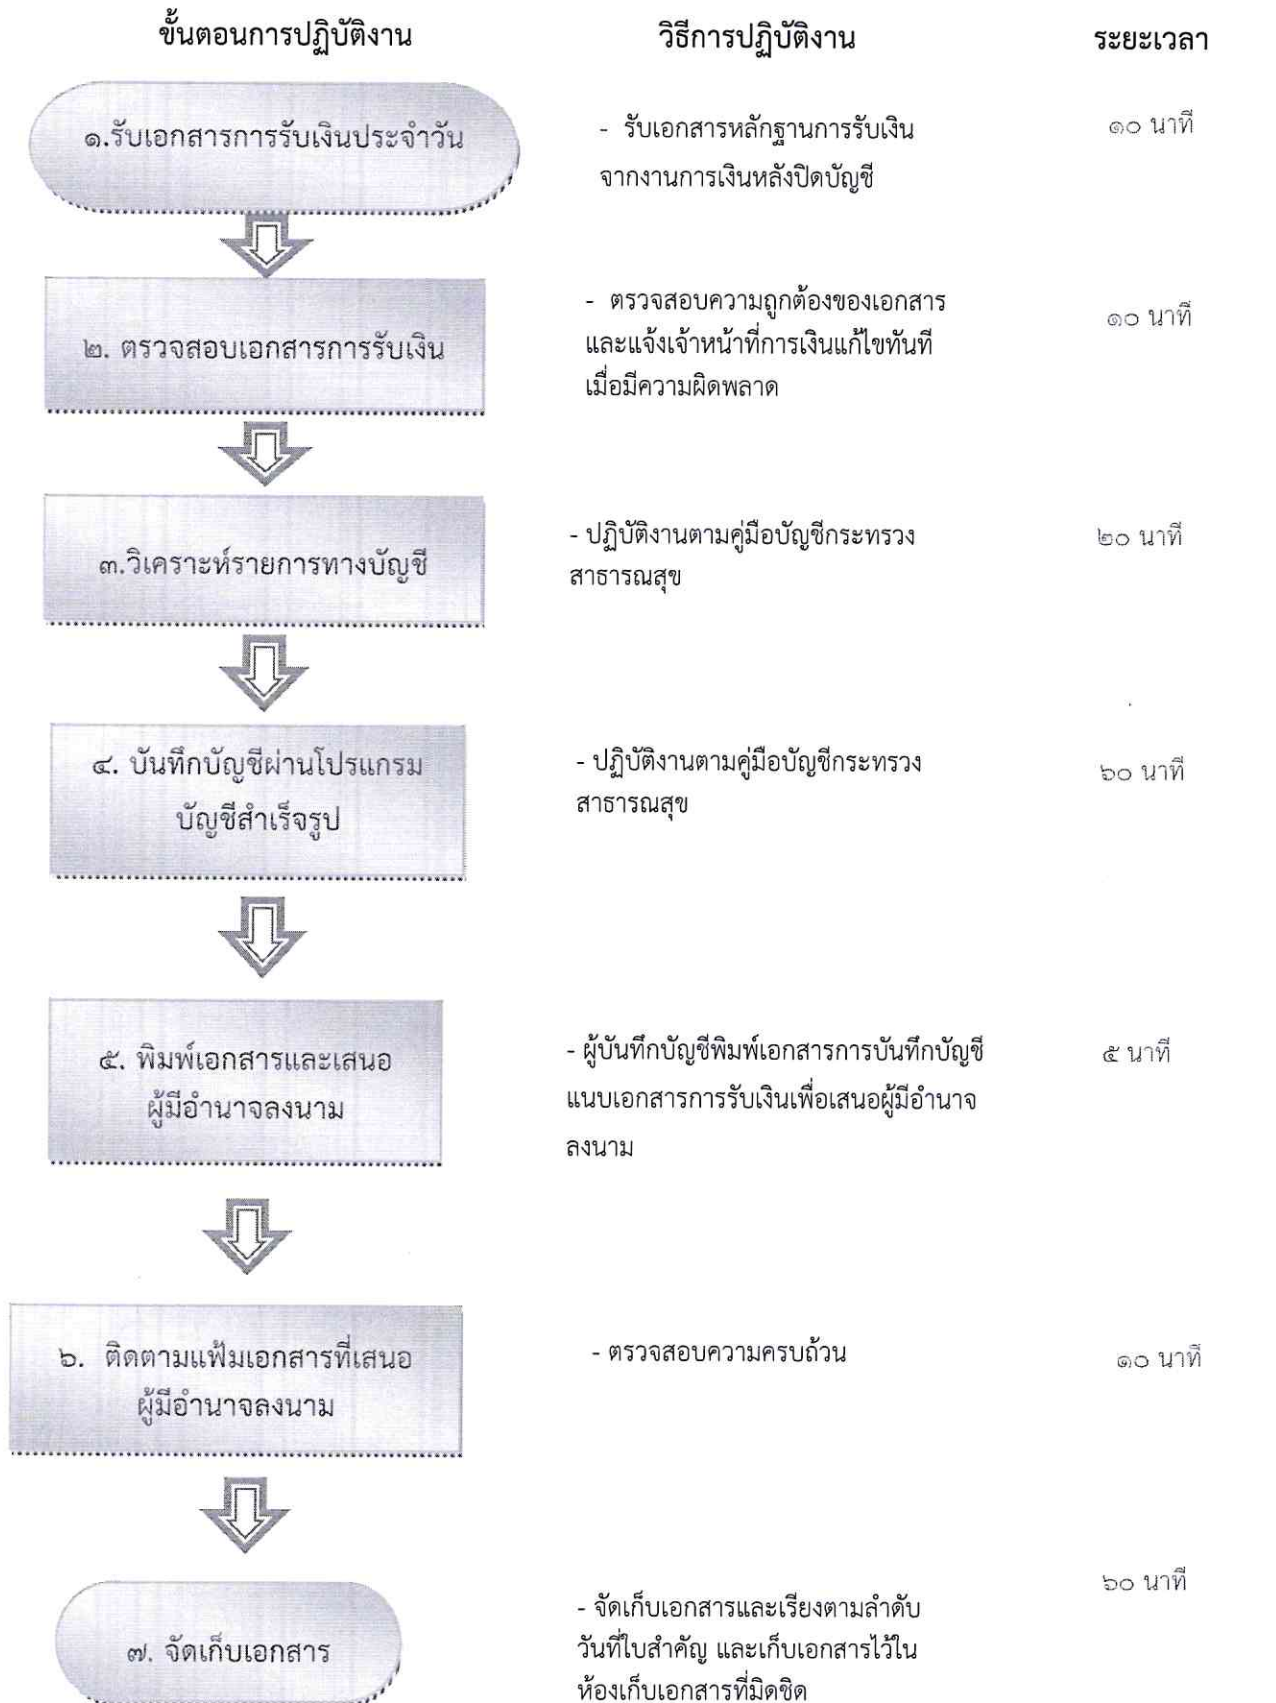 ขั้นตอนการปฏิบัติงาน
วิธีการปฏิบัติงาน
ระยะเวลา
๑.รับเอกสารการรับเงินประจำวัน
- รับเอกสารหลักฐานการรับเงิน
จากงานการเงินหลังปิดบัญชี
๑๐ นาที
๒. ตรวจสอบเอกสารการรับเงิน
- ตรวจสอบความถูกต้องของเอกสาร
และแจ้งเจ้าหน้าที่การเงินแก้ไขทันที
เมื่อมีความผิดพลาด
๑๐ นาที
๓.วิเคราะห์รายการทางบัญชี
- ปฏิบัติงานตามคู่มือบัญชีกระทรวง
สาธารณสุข
๒๐ นาที
๔. บันทึกบัญชีผ่านโปรแกรม
บัญชีสำเร็จรูป
- ปฏิบัติงานตามคู่มือบัญชีกระทรวง
สาธารณสุข
๖๐ นาที
๕. พิมพ์เอกสารและเสนอ
ผู้มีอำนาจลงนาม
- ผู้บันทึกบัญชีพิมพ์เอกสารการบันทึกบัญชี
แนบเอกสารการรับเงินเพื่อเสนอผู้มีอำนาจ
ลงนาม
๕ นาที
๖. ติดตามแฟ้มเอกสารที่เสนอ
ผู้มีอำนาจลงนาม
- ตรวจสอบความครบถ้วน
๑๐ นาที
๗. จัดเก็บเอกสาร
- จัดเก็บเอกสารและเรียงตามลำดับ
วันที่ใบสำคัญ และเก็บเอกสารไว้ใน
ห้องเก็บเอกสารที่มิดชิด
๖๐ นาที